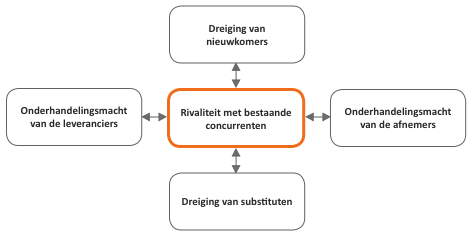 Dreiging van
nieuwkomers
Onderhandelingsmacht
van de leveranciers
Rivaliteit met bestaande
concurrenten
Onderhandelingsmacht
van de afnemers
Dreiging van substituten